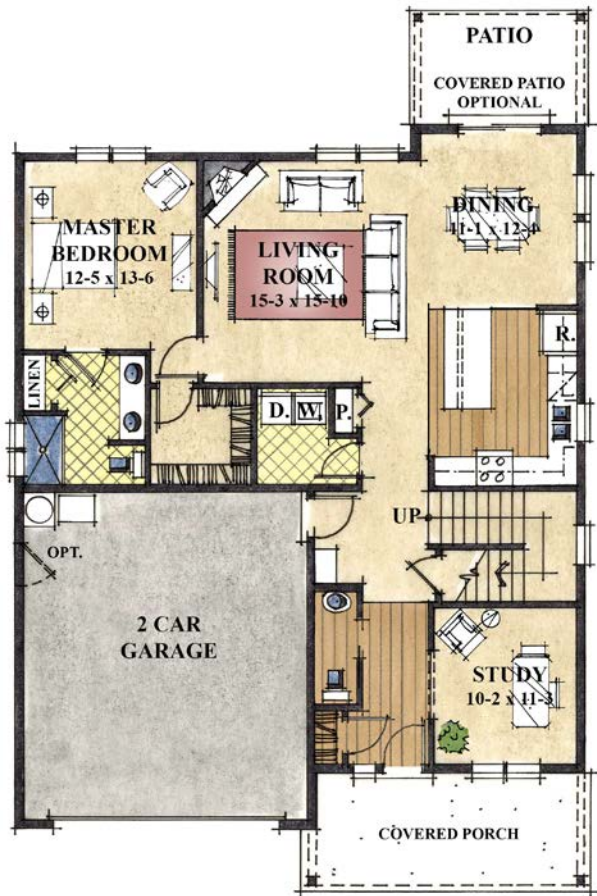 PATIO
COVERED PATIO
OPTIONAL
MASTER
BEDROOM
12-5 x 13-6
LIVING
ROOM
15-3 x 15-10
DINING
11-1 x 12-4
R.
LINEN
D.
W.
P.
UP
OPT.
2 CAR
GARAGE
STUDY
10-2 x 11-3
COVERED PORCH